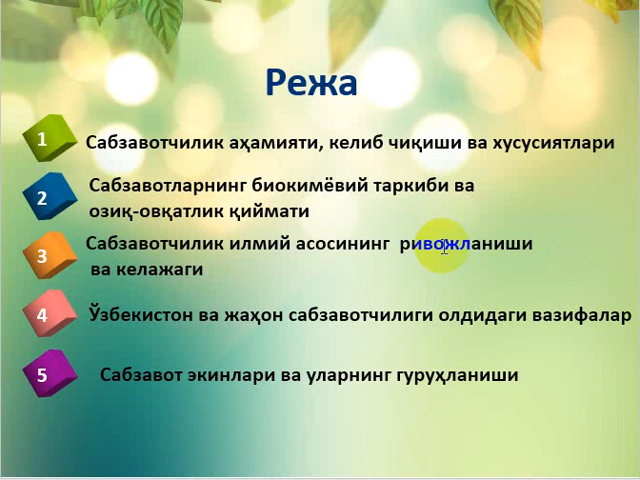 Режа
1 Сабзавотчилик аҳамияти, келиб чиқиши ва хусусиятлари
2 Сабзавотларнинг биокимёвий таркиби ва
озиқ-овқатлик қиймати
3 Сабзавотчилик илмий асосининг ривожланиши
ва келажаги
4 Ўзбекистон ва жаҳон сабзавотчилиги олдидаги вазифалар
5 Сабзавот экинлари ва уларнинг гуруҳланиши